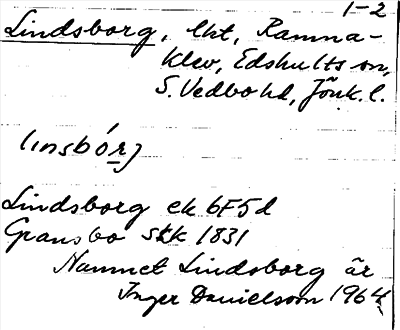 1-2
Lindsborg, lht, Ramna-
klev, Edshults sn,
S. Vedbo hd, Jönk. l.
linsbórj
Lindsborg ek 6F5d
Gransbo skk 1831
Namnet Lindsborg är
Inger Danielsson 1964